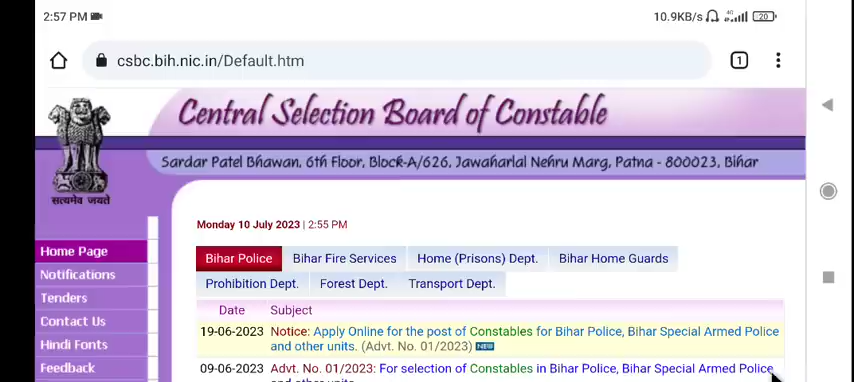 2:57 PM
10.9KB/s 4G 20
csbc.bih.nic.in/Default.htm
1
Central Selection Board of Constable
Sardar Patel Bhawan, 6th Floor, Block-A/626, Jawaharlal Nehru Marg, Patna - 800023, Bihar
सत्यमेव जयते
Monday 10 July 2023 | 2:55 PM
Home Page
Notifications
Tenders
Contact Us
Hindi Fonts
Feedback
Bihar Police
Bihar Fire Services
Home (Prisons) Dept.
Bihar Home Guards
Prohibition Dept.
Forest Dept.
Transport Dept.
Date Subject
19-06-2023 Notice: Apply Online for the post of Constables for Bihar Police, Bihar Special Armed Police
and other units. (Advt. No. 01/2023) NEW
09-06-2023 Advt. No. 01/2023: For selection of Constables in Bihar Police, Bihar Special Armed Police
and other units